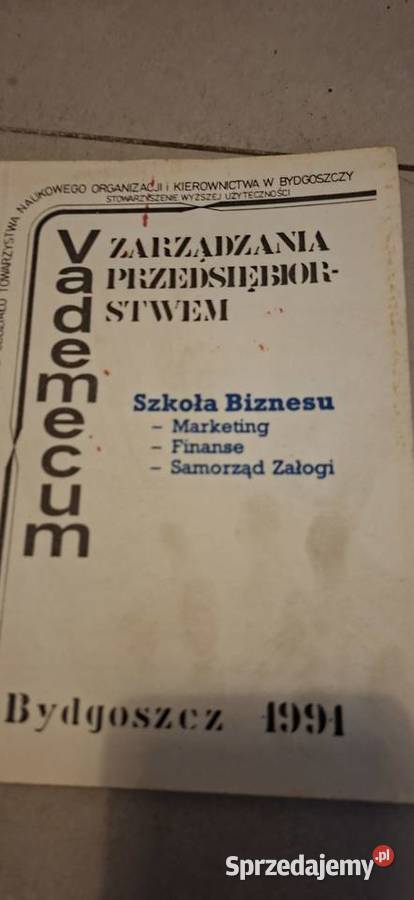 TOWARZYSTWA NAUKOWEGO ORGANIZACJI i KIEROWNICTWA W BYDGOSZCZY
STOWARZYSZENIE WYŻSZEJ UŻYTECZNOŚCI
Vademecum
ZARZĄDZANIA
PRZEDSIĘBIOR-
STWEM
Szkoła Biznesu
– Marketing
– Finanse
– Samorząd Załogi
Bydgoszcz 1991
Sprzedajemy.pl